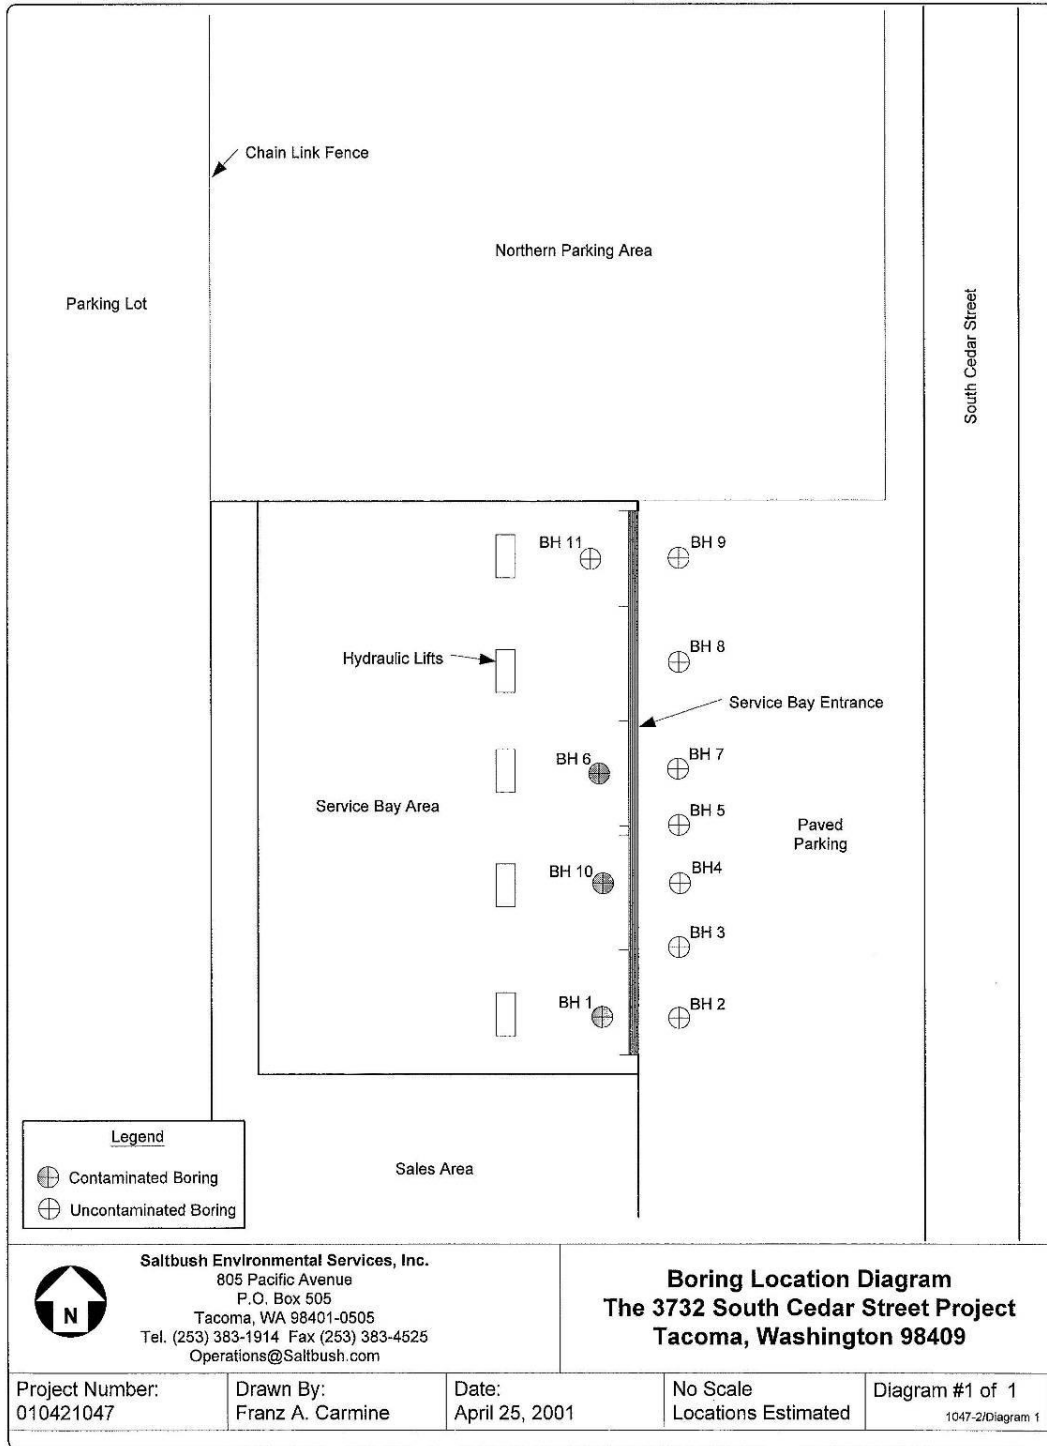 Chain Link Fence
Northern Parking Area
Parking Lot
South Cedar Street
BH 11
BH 9
Hydraulic Lifts
BH 8
Service Bay Entrance
BH 6
BH 7
Service Bay Area
BH 5
Paved
Parking
BH 10
BH4
BH 3
BH 1
BH 2
Legend
Contaminated Boring
Uncontaminated Boring
Sales Area
N
Saltbush Environmental Services, Inc.
805 Pacific Avenue
P.O. Box 505
Tacoma, WA 98401-0505
Tel. (253) 383-1914 Fax (253) 383-4525
Operations@Saltbush.com
Boring Location Diagram
The 3732 South Cedar Street Project
Tacoma, Washington 98409
Project Number:
010421047
Drawn By:
Franz A. Carmine
Date:
April 25, 2001
No Scale
Locations Estimated
Diagram #1 of 1
1047-2/Diagram 1